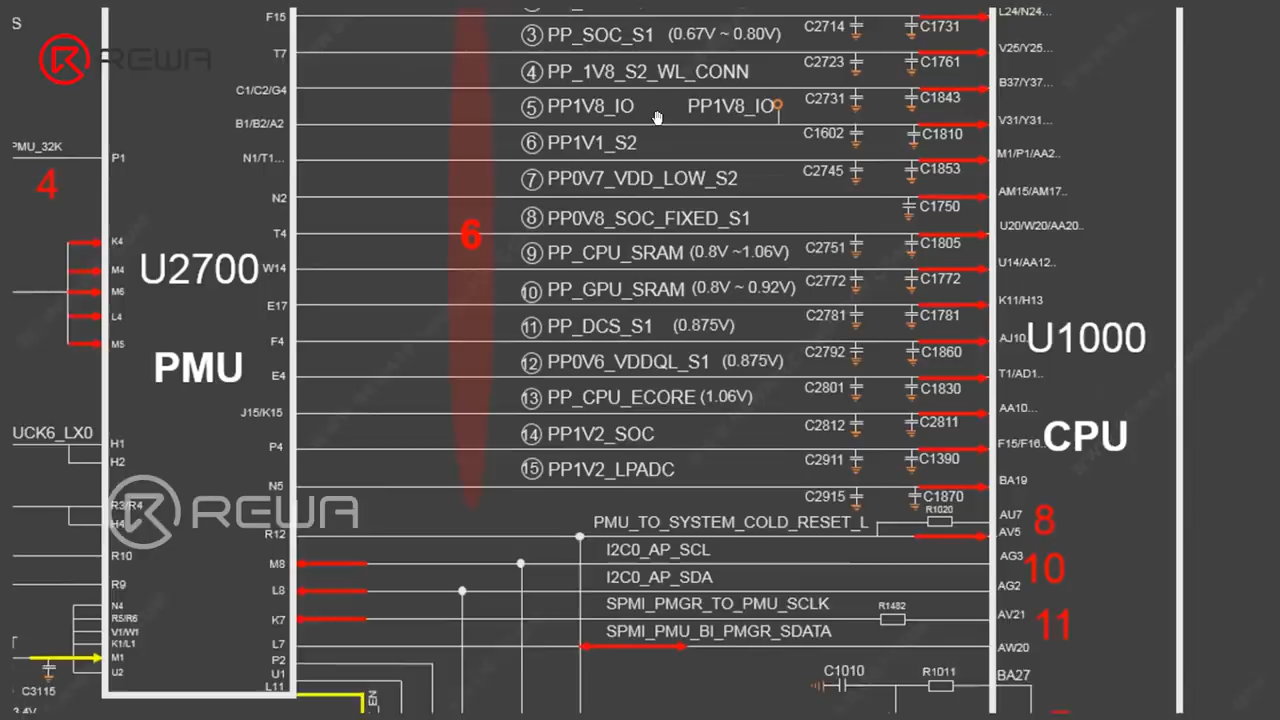 S
REWA
PMU_32K
P1
4
K4
M4
M6
L4
M5
U2700
PMU
UCK6_LX0
H1
H2
R3/R4
H4
REWA
R10
R9
N4
R5/R6
V1/W1
K1/L1
M1
U2
C3115
3.4V
F15
T7
C1/C2/G4
B1/B2/A2
N1/T1...
N2
T4
W14
E17
F4
E4
J15/K15
P4
N5
R12
M8
L8
K7
L7
P2
U1
L11
_EN
6
③ PP_SOC_S1 (0.67V ~ 0.80V) C2714 C1731
④ PP_1V8_S2_WL_CONN C2723 C1761
⑤ PP1V8_IO PP1V8_IO C2731 C1843
⑥ PP1V1_S2 C1602 C1810
⑦ PP0V7_VDD_LOW_S2 C2745 C1853
⑧ PP0V8_SOC_FIXED_S1 C1750
⑨ PP_CPU_SRAM (0.8V ~1.06V) C2751 C1805
⑩ PP_GPU_SRAM (0.8V ~ 0.92V) C2772 C1772
⑪ PP_DCS_S1 (0.875V) C2781 C1781
⑫ PP0V6_VDDQL_S1 (0.875V) C2792 C1860
⑬ PP_CPU_ECORE (1.06V) C2801 C1830
⑭ PP1V2_SOC C2812 C2811
⑮ PP1V2_LPADC C2911 C1390
C2915 C1870
PMU_TO_SYSTEM_COLD_RESET_L R1020
I2C0_AP_SCL
I2C0_AP_SDA
SPMI_PMGR_TO_PMU_SCLK R1482
SPMI_PMU_BI_PMGR_SDATA
C1010 R1011
L24/N24...
V25/Y25...
B37/Y37...
V31/Y31...
M1/P1/AA2..
AM15/AM17..
U20/W20/AA20..
U14/AA12..
K11/H13
AJ10
U1000
T1/AD1..
AA10...
F15/F16..
CPU
BA19
AU7
8
AV5
AG3
10
AG2
AV21
11
AW20
BA27